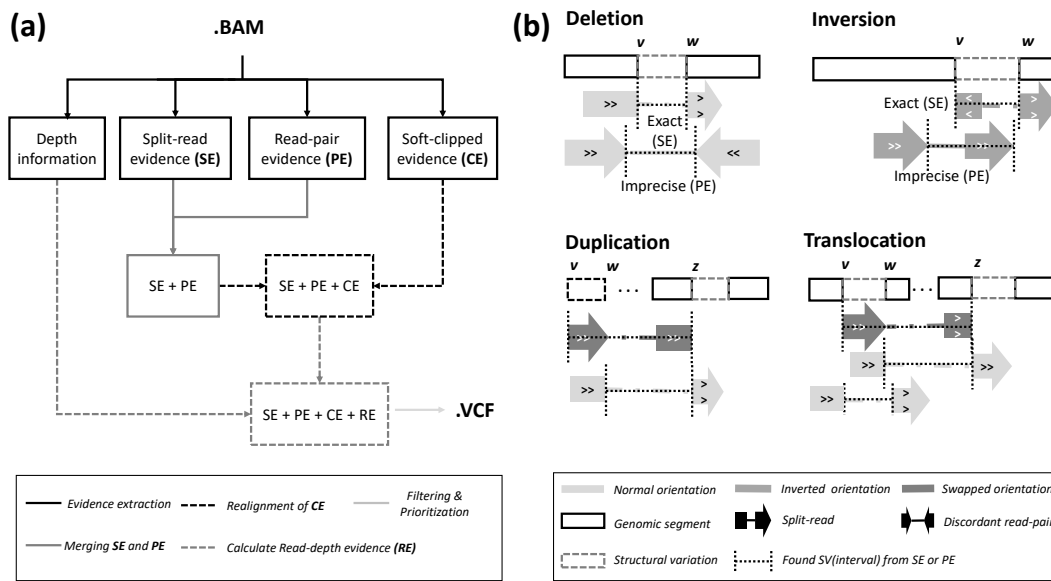 (a)
.BAM
Depth
information
Split-read
evidence (SE)
Read-pair
evidence (PE)
Soft-clipped
evidence (CE)
SE + PE
SE + PE + CE
SE + PE + CE + RE
.VCF
Evidence extraction
Realignment of CE
Filtering &
Prioritization
Merging SE and PE
Calculate Read-depth evidence (RE)
(b)
Deletion
v w
>> > >
Exact
(SE)
>> <<
Imprecise (PE)
Inversion
v w
Exact (SE)
< < > >
>> >>
Imprecise (PE)
Duplication
v w z
...
>> >>
>> > >
Translocation
v w z
...
>> > >
>> >>
>> > >
Normal orientation
Inverted orientation
Swapped orientation
Genomic segment
Split-read
Discordant read-pair
Structural variation
Found SV(interval) from SE or PE